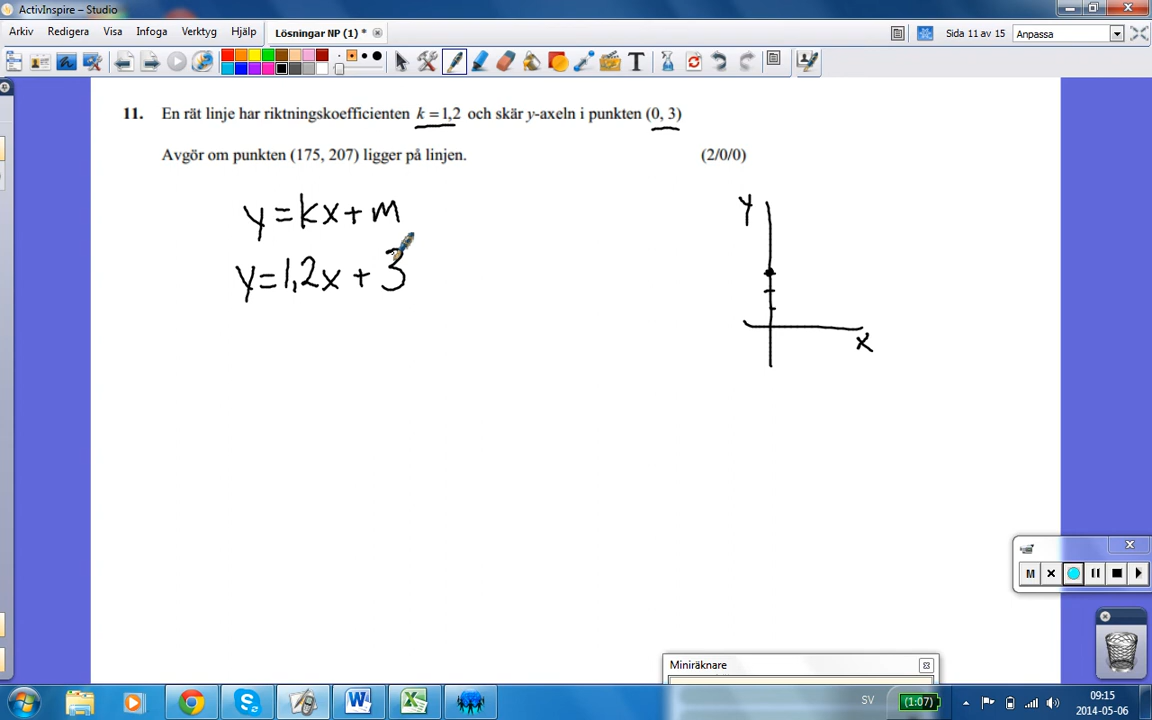 ActivInspire – Studio
Arkiv Redigera Visa Infoga Verktyg Hjälp Lösningar NP (1) * Sida 11 av 15 Anpassa
11. En rät linje har riktningskoefficienten k = 1,2 och skär y-axeln i punkten (0, 3)
Avgör om punkten (175, 207) ligger på linjen. (2/0/0)
y = kx + m
y = 1,2x + 3
y
x
M
Miniräknare
SV (1:07) 09:15
2014-05-06